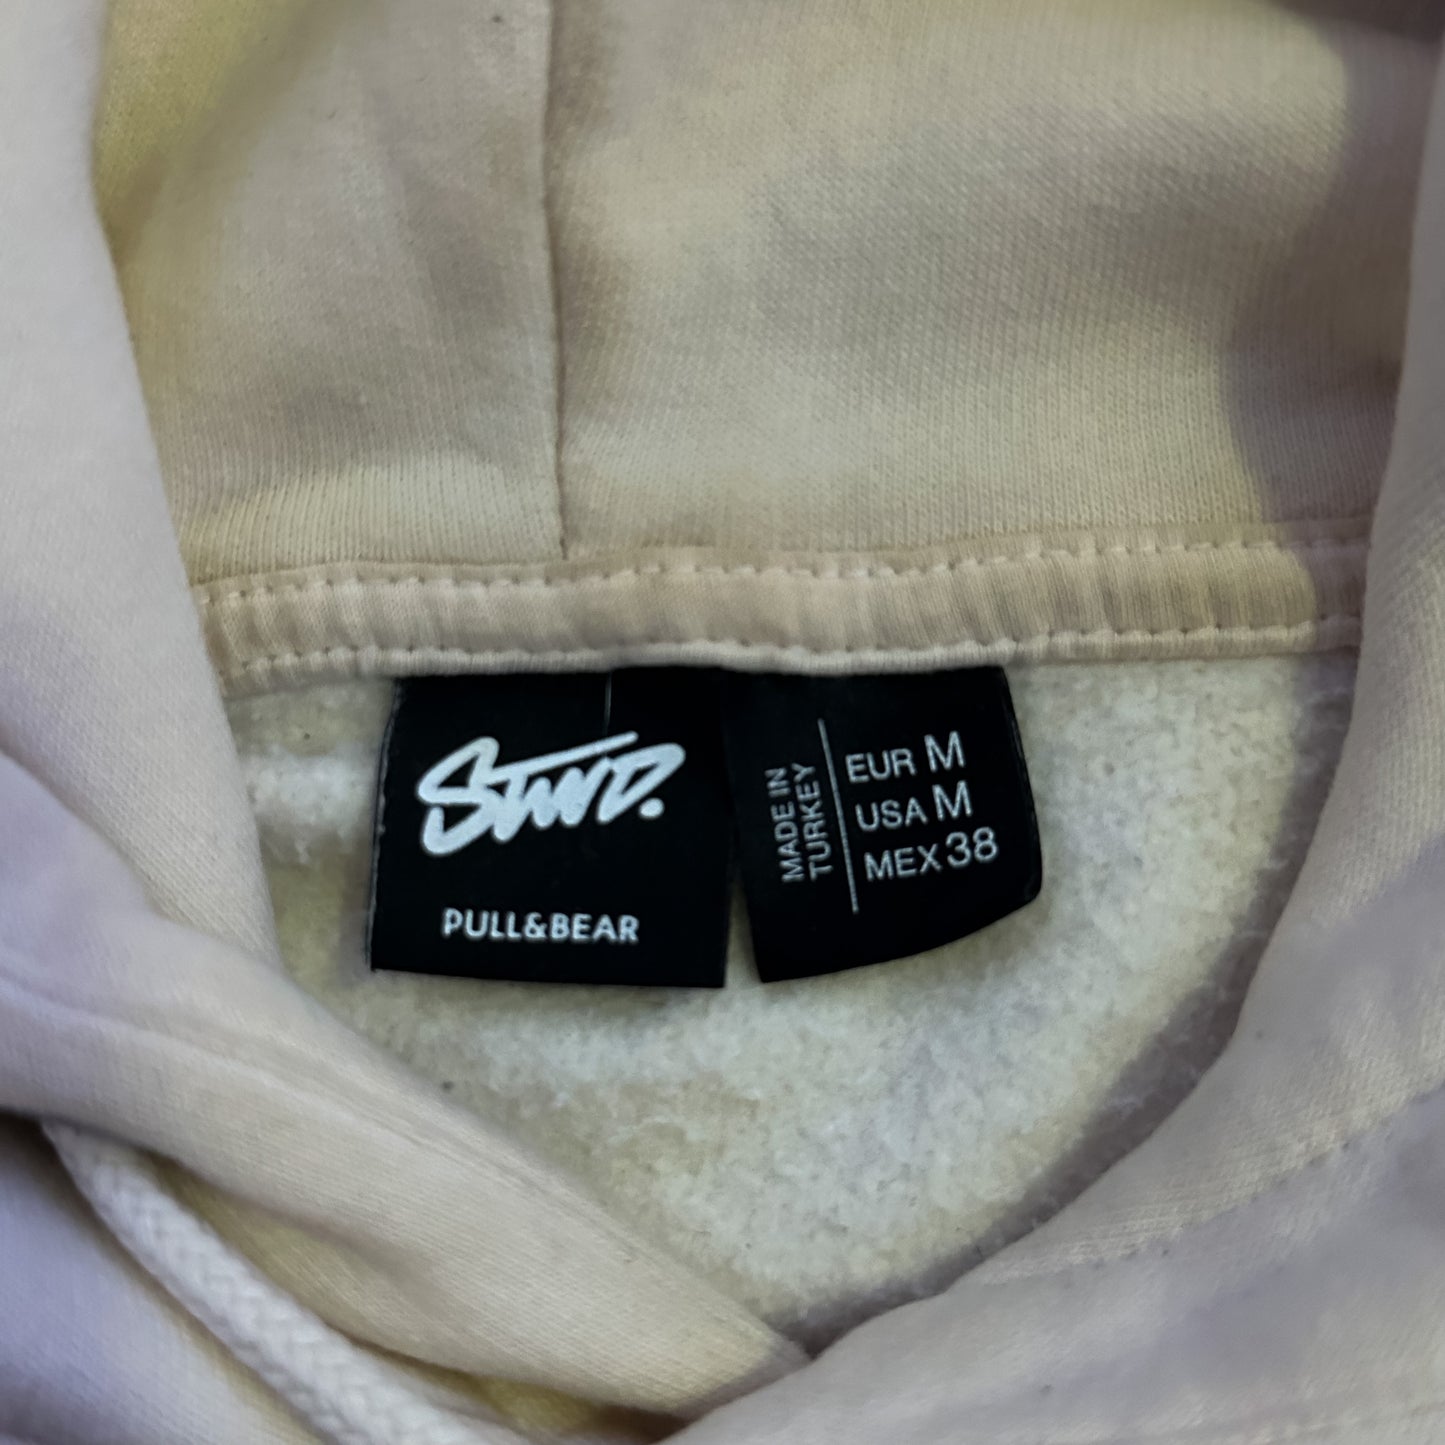 STWD.
PULL&BEAR
MADE IN
TURKEY
EUR M
USA M
MEX 38